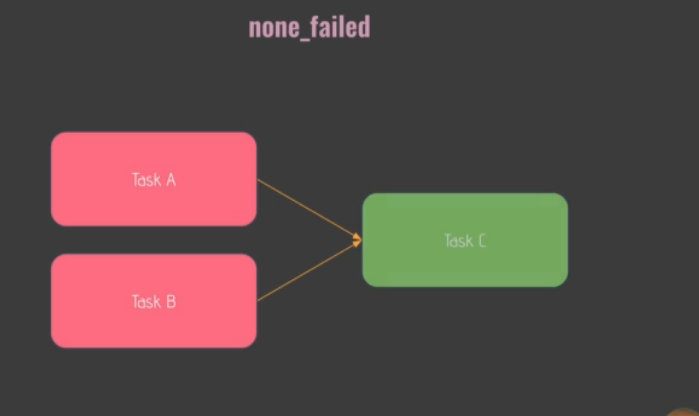 none_failed
Task A
Task C
Task B